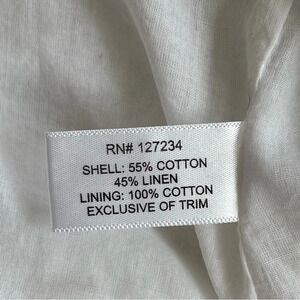 RN# 127234
SHELL: 55% COTTON
45% LINEN
LINING: 100% COTTON
EXCLUSIVE OF TRIM